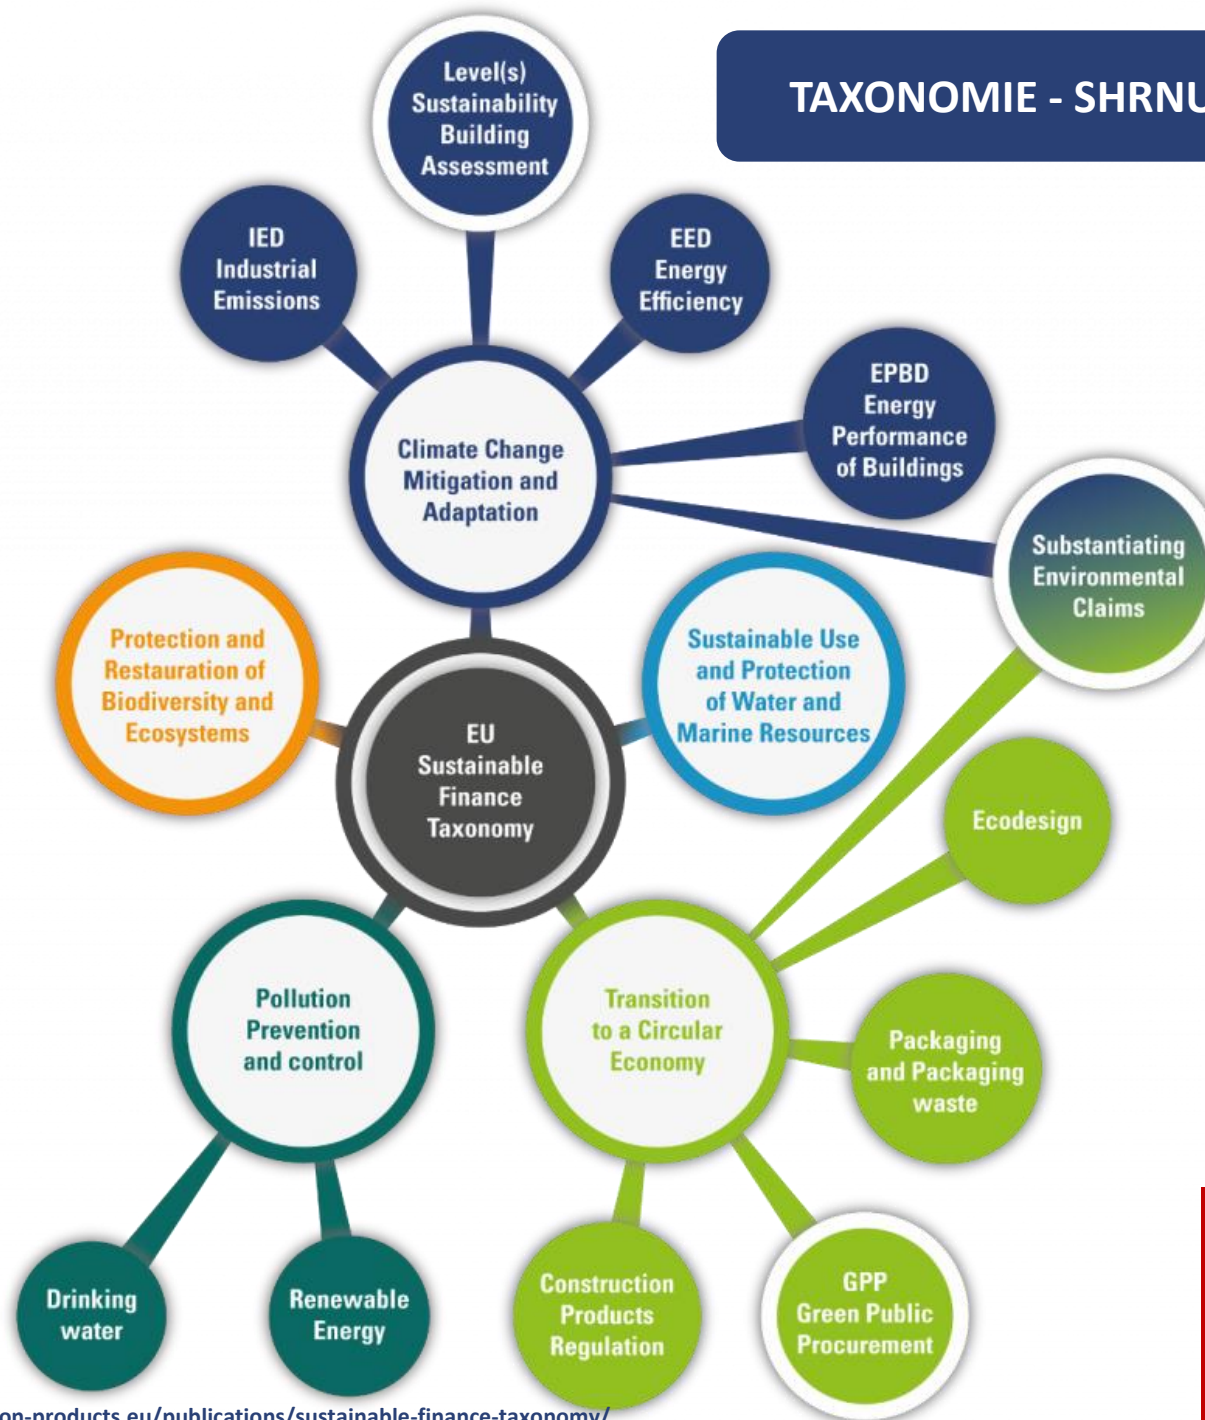 Level(s)
Sustainability
Building
Assessment
TAXONOMIE - SHRNU
IED
Industrial
Emissions
EED
Energy
Efficiency
EPBD
Energy
Performance
of Buildings
Climate Change
Mitigation and
Adaptation
Substantiating
Environmental
Claims
Protection and
Restauration of
Biodiversity and
Ecosystems
Sustainable Use
and Protection
of Water and
Marine Resources
EU
Sustainable
Finance
Taxonomy
Ecodesign
Pollution
Prevention
and control
Transition
to a Circular
Economy
Packaging
and Packaging
waste
Drinking
water
Renewable
Energy
Construction
Products
Regulation
GPP
Green Public
Procurement
on-products.eu/publications/sustainable-finance-taxonomy/